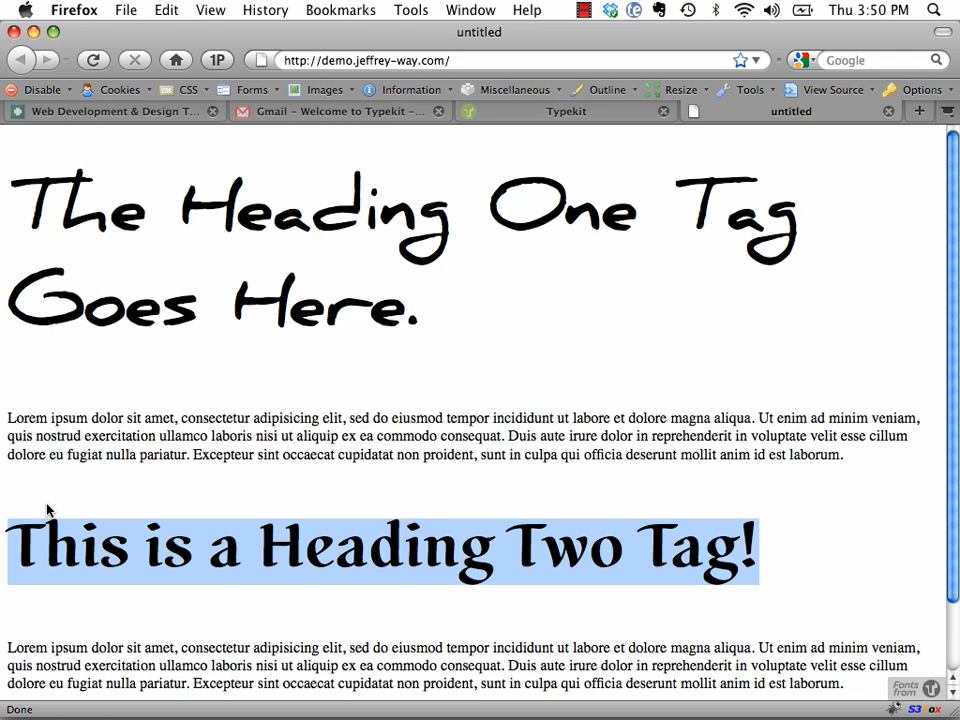 Firefox File Edit View History Bookmarks Tools Window Help Thu 3:50 PM
untitled
1P http://demo.jeffrey-way.com/ Google
Disable Cookies CSS Forms Images Information Miscellaneous Outline Resize Tools View Source Options
Web Development & Design T... Gmail - Welcome to Typekit -... Typekit untitled
The Heading One Tag
Goes Here.
Lorem ipsum dolor sit amet, consectetur adipisicing elit, sed do eiusmod tempor incididunt ut labore et dolore magna aliqua. Ut enim ad minim veniam,
quis nostrud exercitation ullamco laboris nisi ut aliquip ex ea commodo consequat. Duis aute irure dolor in reprehenderit in voluptate velit esse cillum
dolore eu fugiat nulla pariatur. Excepteur sint occaecat cupidatat non proident, sunt in culpa qui officia deserunt mollit anim id est laborum.
This is a Heading Two Tag!
Lorem ipsum dolor sit amet, consectetur adipisicing elit, sed do eiusmod tempor incididunt ut labore et dolore magna aliqua. Ut enim ad minim veniam,
quis nostrud exercitation ullamco laboris nisi ut aliquip ex ea commodo consequat. Duis aute irure dolor in reprehenderit in voluptate velit esse cillum
dolore eu fugiat nulla pariatur. Excepteur sint occaecat cupidatat non proident, sunt in culpa qui officia deserunt mollit anim id est laborum.
Fonts
from
Done S3Fox